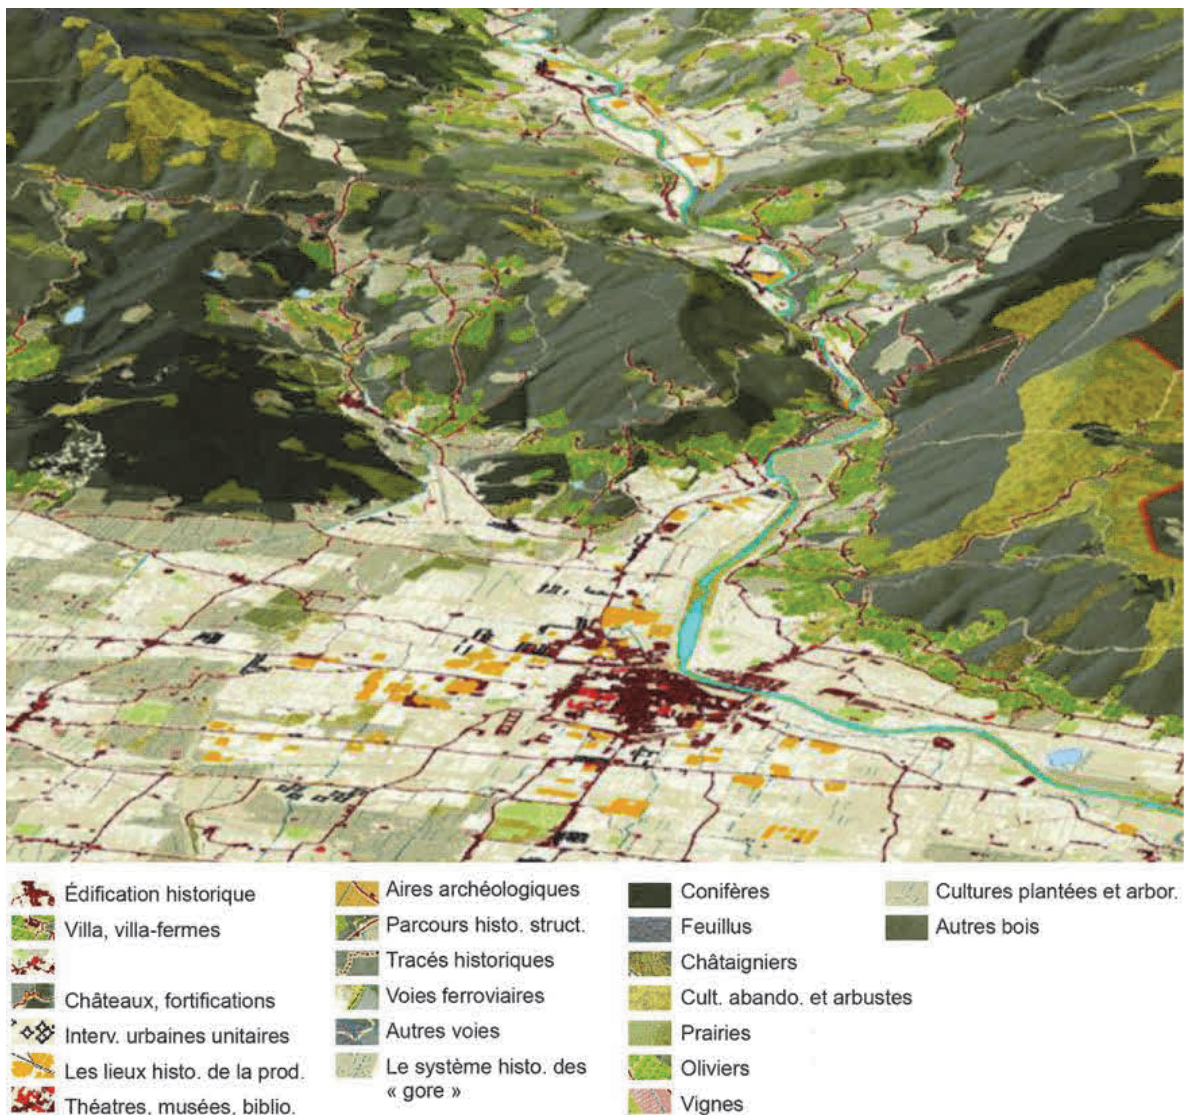 Édification historique
Villa, villa-fermes
Châteaux, fortifications
Interv. urbaines unitaires
Les lieux histo. de la prod.
Théatres, musées, biblio.
Aires archéologiques
Parcours histo. struct.
Tracés historiques
Voies ferroviaires
Autres voies
Le système histo. des
« gore »
Conifères
Feuillus
Châtaigniers
Cult. abando. et arbustes
Prairies
Oliviers
Vignes
Cultures plantées et arbor.
Autres bois